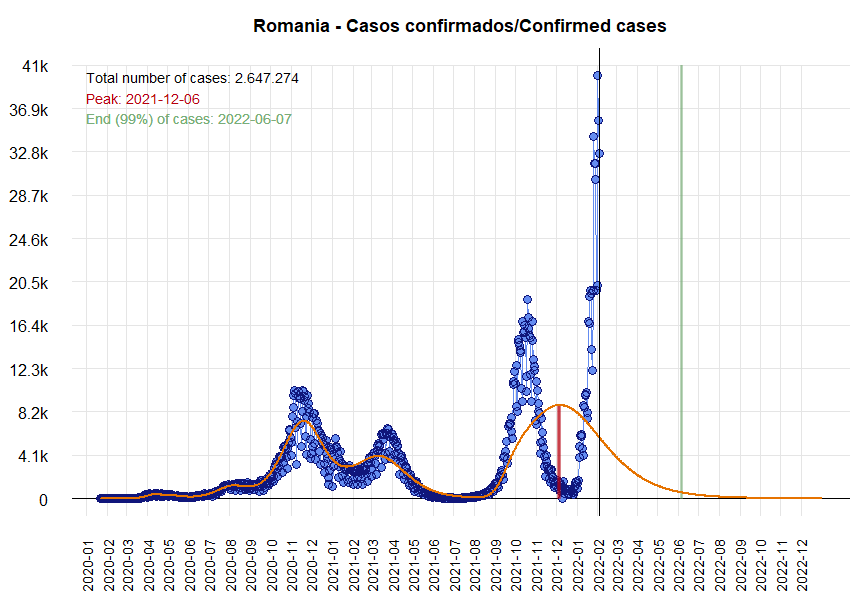 Romania - Casos confirmados/Confirmed cases
41k
Total number of cases: 2.647.274
Peak: 2021-12-06
End (99%) of cases: 2022-06-07
36.9k
32.8k
28.7k
24.6k
20.5k
16.4k
12.3k
8.2k
4.1k
0
2020-01
2020-02
2020-03
2020-04
2020-05
2020-06
2020-07
2020-08
2020-09
2020-10
2020-11
2020-12
2021-01
2021-02
2021-03
2021-04
2021-05
2021-06
2021-07
2021-08
2021-09
2021-10
2021-11
2021-12
2022-01
2022-02
2022-03
2022-04
2022-05
2022-06
2022-07
2022-08
2022-09
2022-10
2022-11
2022-12